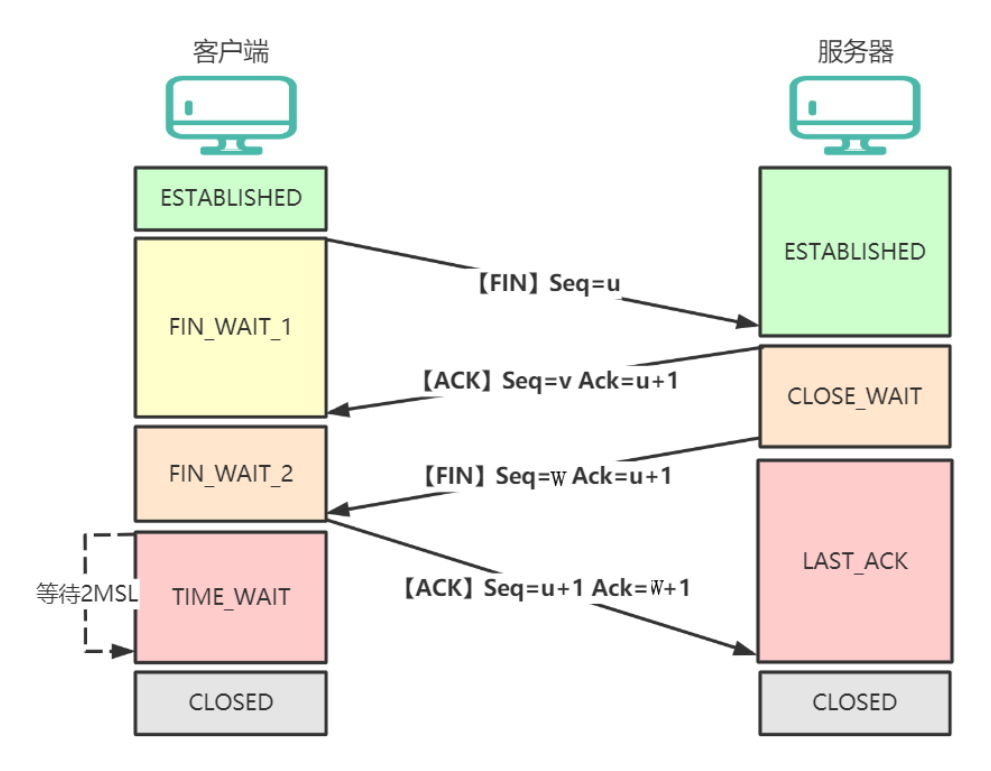 客户端
服务器
ESTABLISHED
ESTABLISHED
【FIN】Seq=u
FIN_WAIT_1
【ACK】Seq=v Ack=u+1
CLOSE_WAIT
FIN_WAIT_2
【FIN】Seq=w Ack=u+1
LAST_ACK
【ACK】Seq=u+1 Ack=w+1
等待2MSL
TIME_WAIT
CLOSED
CLOSED